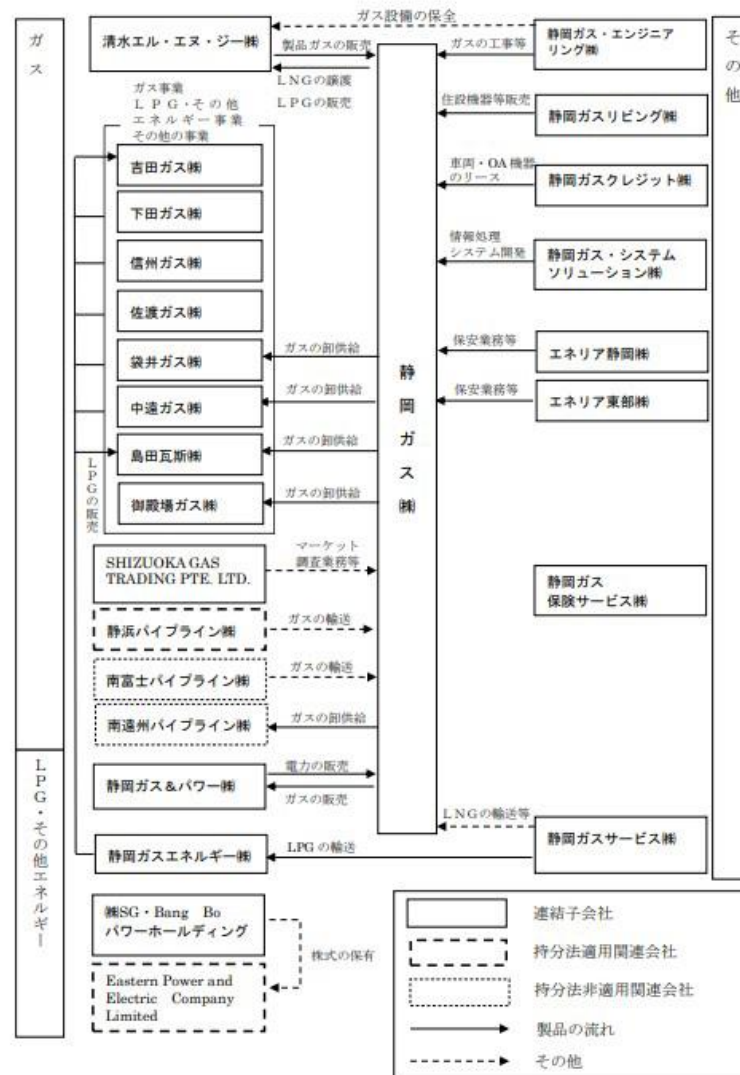 ガス
清水エル・エヌ・ジー㈱
ガス設備の保全
製品ガスの販売
LNGの譲渡
LPGの販売
ガスの工事等
静岡ガス・エンジニア
リング㈱
その他
ガス事業
LPG・その他
エネルギー事業
その他の事業
住設機器等販売
静岡ガスリビング㈱
吉田ガス㈱
車両・OA機器
のリース
静岡ガスクレジット㈱
下田ガス㈱
信州ガス㈱
情報処理
システム開発
静岡ガス・システム
ソリューション㈱
佐渡ガス㈱
袋井ガス㈱
ガスの卸供給
静岡ガス㈱
保安業務等
エネリア静岡㈱
中遠ガス㈱
ガスの卸供給
保安業務等
エネリア東部㈱
島田瓦斯㈱
ガスの卸供給
御殿場ガス㈱
ガスの卸供給
LPGの販売
SHIZUOKA GAS
TRADING PTE. LTD.
マーケット
調査業務等
静岡ガス
保険サービス㈱
静浜パイプライン㈱
ガスの輸送
南富士パイプライン㈱
ガスの輸送
南遠州パイプライン㈱
ガスの卸供給
LPG・その他エネルギー
静岡ガス&パワー㈱
電力の販売
ガスの販売
LNGの輸送等
静岡ガスサービス㈱
静岡ガスエネルギー㈱
LPGの輸送
㈱SG・Bang Bo
パワーホールディング
株式の保有
Eastern Power and
Electric Company
Limited
連結子会社
持分法適用関連会社
持分法非適用関連会社
製品の流れ
その他